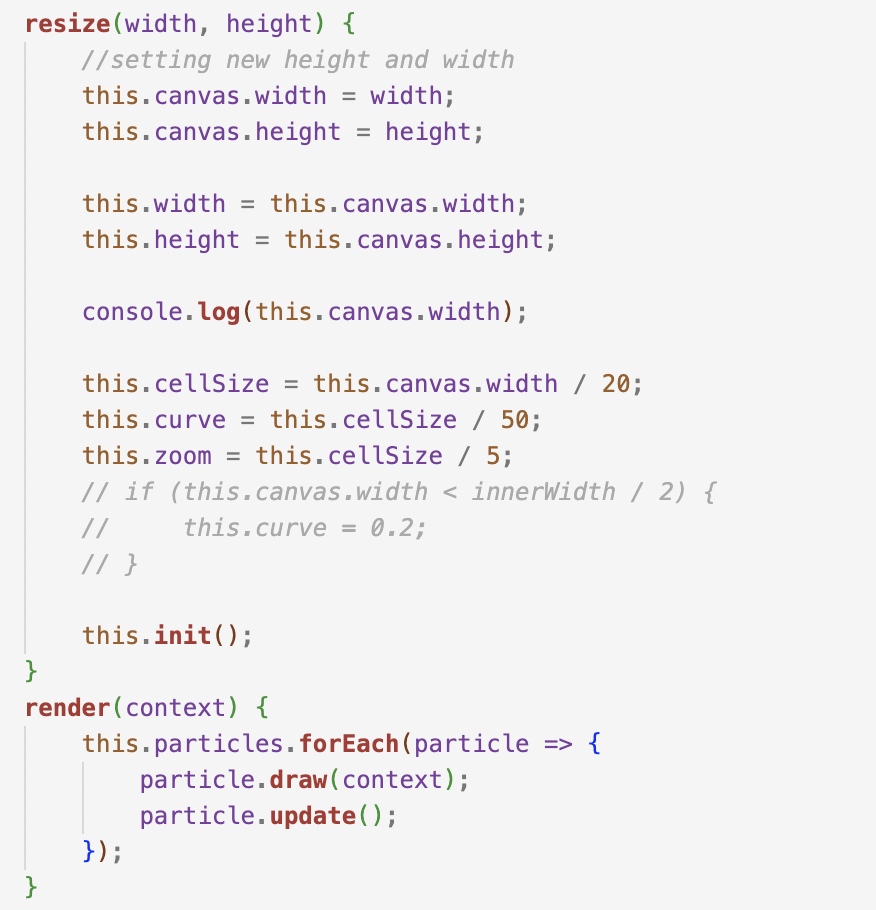 resize(width, height) {
    //setting new height and width
    this.canvas.width = width;
    this.canvas.height = height;

    this.width = this.canvas.width;
    this.height = this.canvas.height;

    console.log(this.canvas.width);

    this.cellSize = this.canvas.width / 20;
    this.curve = this.cellSize / 50;
    this.zoom = this.cellSize / 5;
    // if (this.canvas.width < innerWidth / 2) {
    //     this.curve = 0.2;
    // }

    this.init();
}
render(context) {
    this.particles.forEach(particle => {
        particle.draw(context);
        particle.update();
    });
}